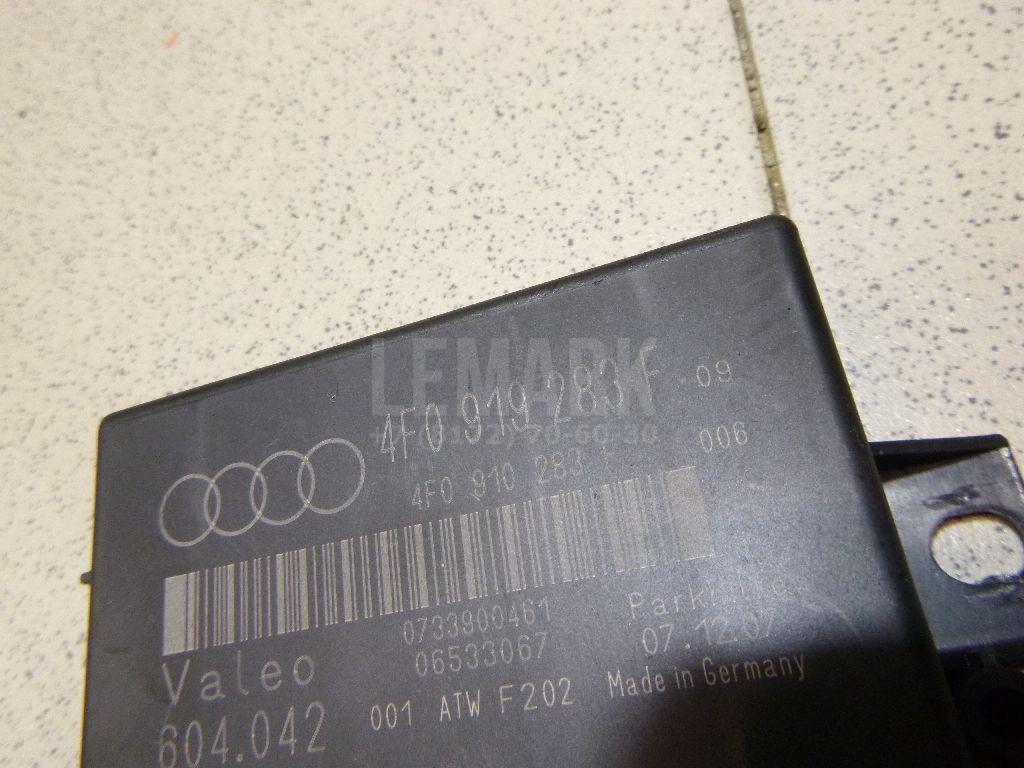 LEMARK
4F0 919 283 F 09
4F0 910 283 F 006
0733900461
06533067
07.12.07
Valeo
604.042
001 ATW F202 Made in Germany